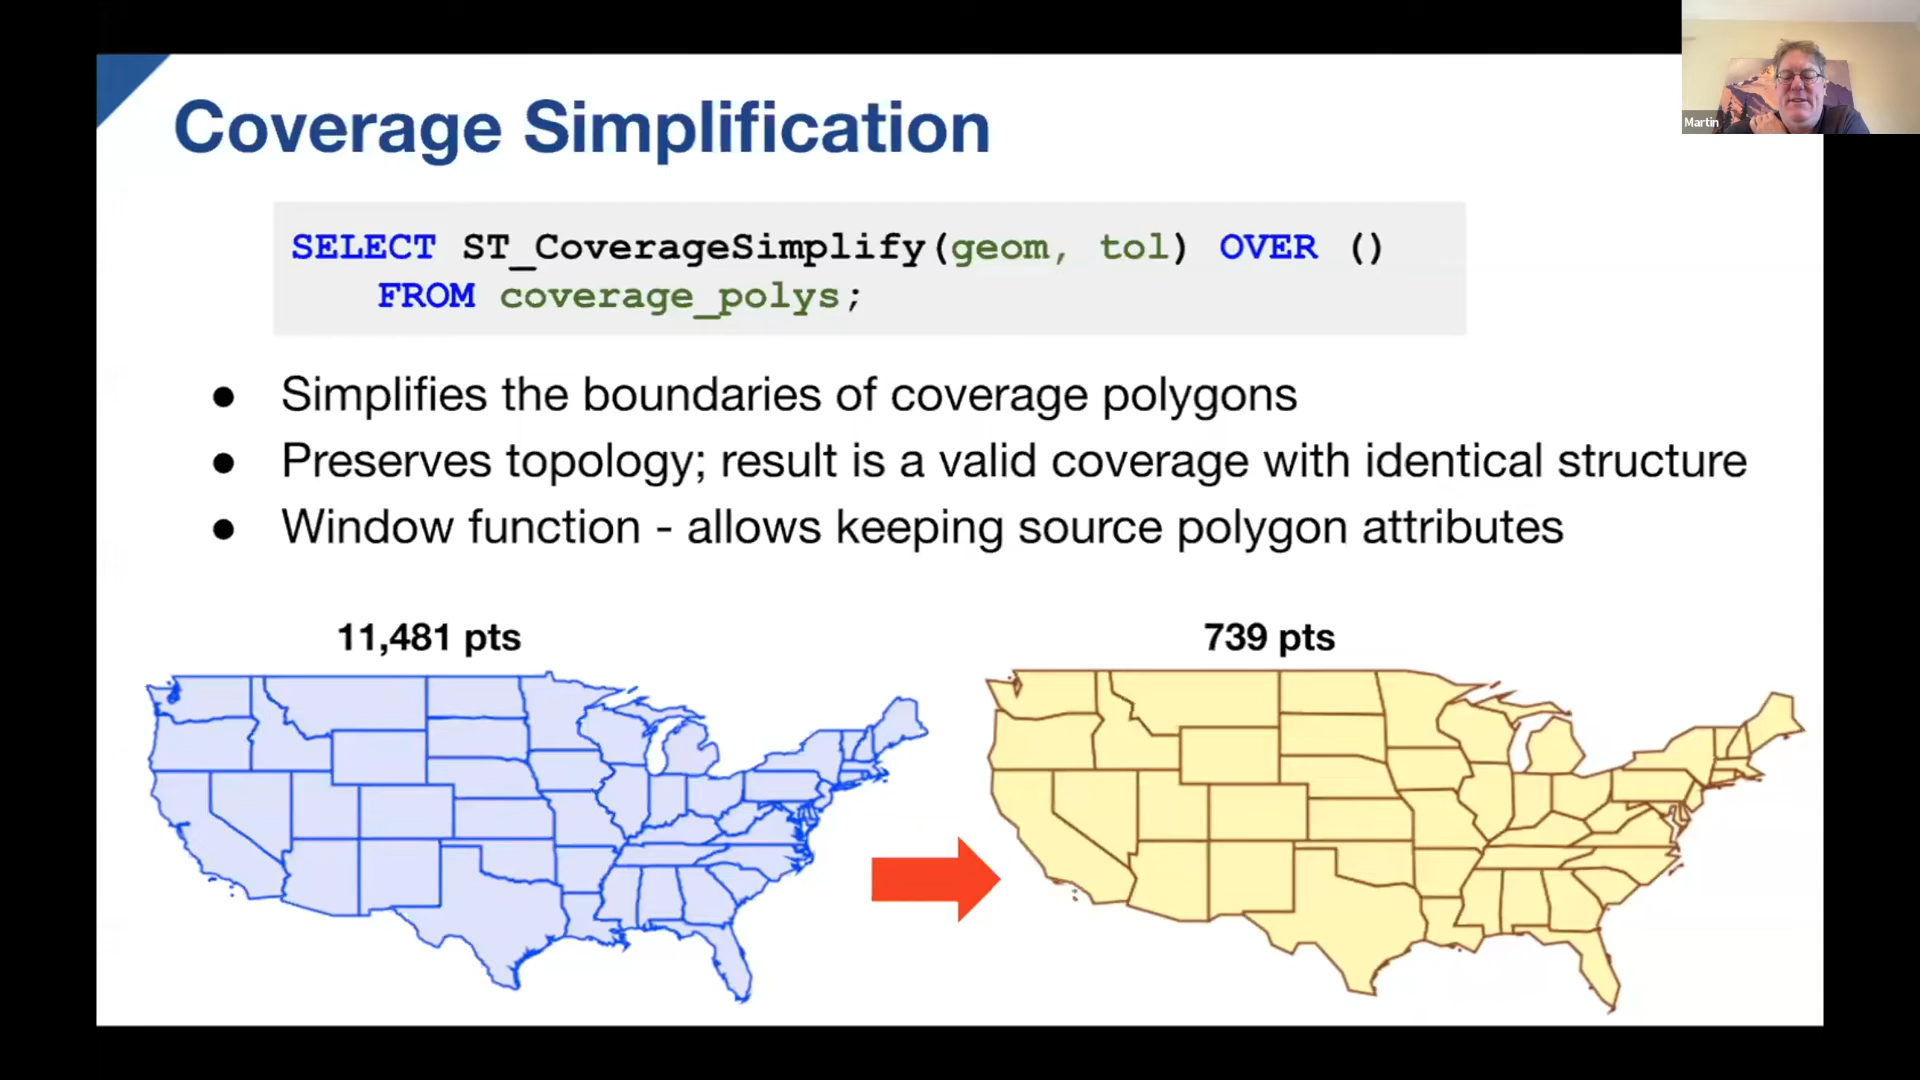 Coverage Simplification
Martin
SELECT ST_CoverageSimplify(geom, tol) OVER ()
FROM coverage_polys;
● Simplifies the boundaries of coverage polygons
● Preserves topology; result is a valid coverage with identical structure
● Window function - allows keeping source polygon attributes
11,481 pts
739 pts